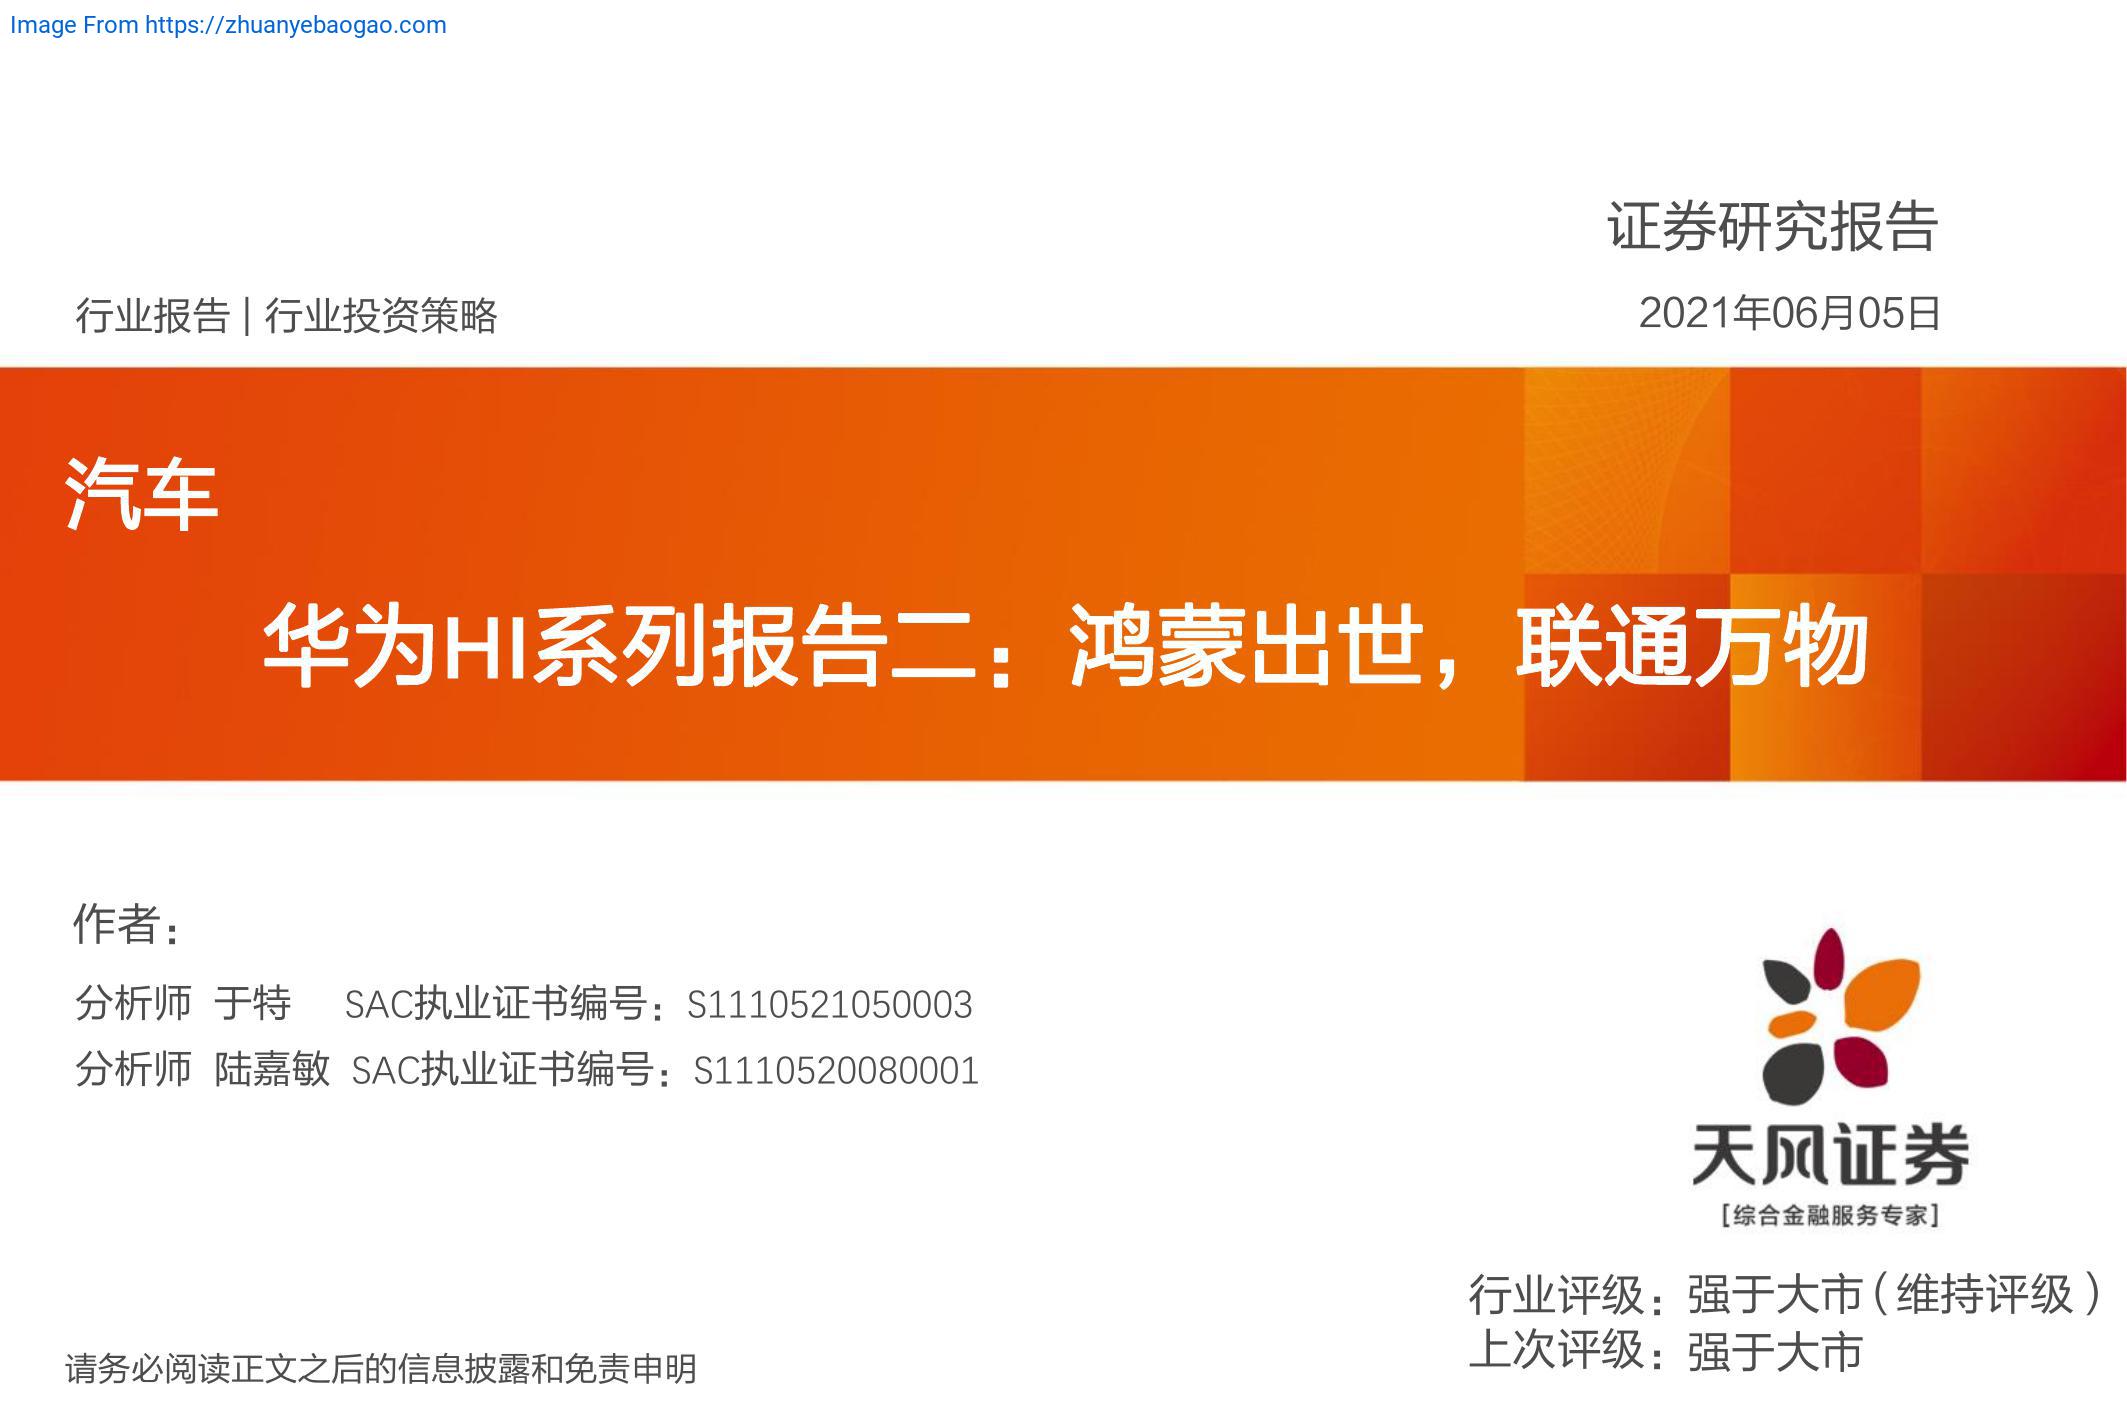 Image From https://zhuanyebaogao.com
证券研究报告
行业报告 | 行业投资策略
2021年06月05日
汽车
华为HI系列报告二：鸿蒙出世，联通万物
作者：
分析师 于特 SAC执业证书编号：S1110521050003
分析师 陆嘉敏 SAC执业证书编号：S1110520080001
天风证券
[综合金融服务专家]
行业评级：强于大市（维持评级）
上次评级：强于大市
请务必阅读正文之后的信息披露和免责申明